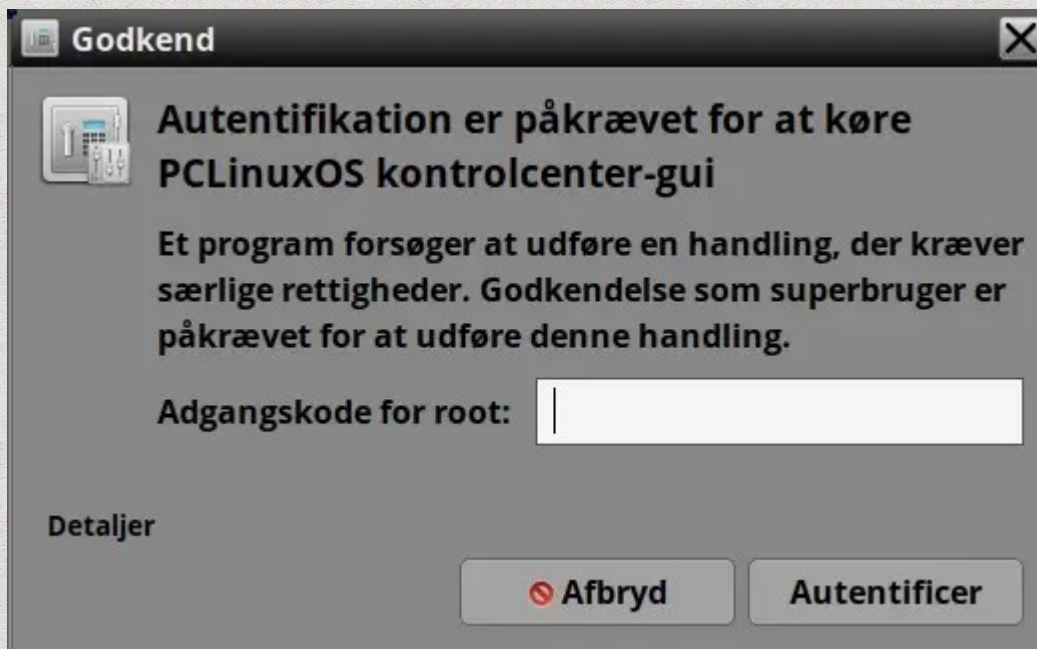 Godkend
Autentifikation er påkrævet for at køre
PCLinuxOS kontrolcenter-gui
Et program forsøger at udføre en handling, der kræver
særlige rettigheder. Godkendelse som superbruger er
påkrævet for at udføre denne handling.
Adgangskode for root:
Detaljer
Afbryd
Autentificer